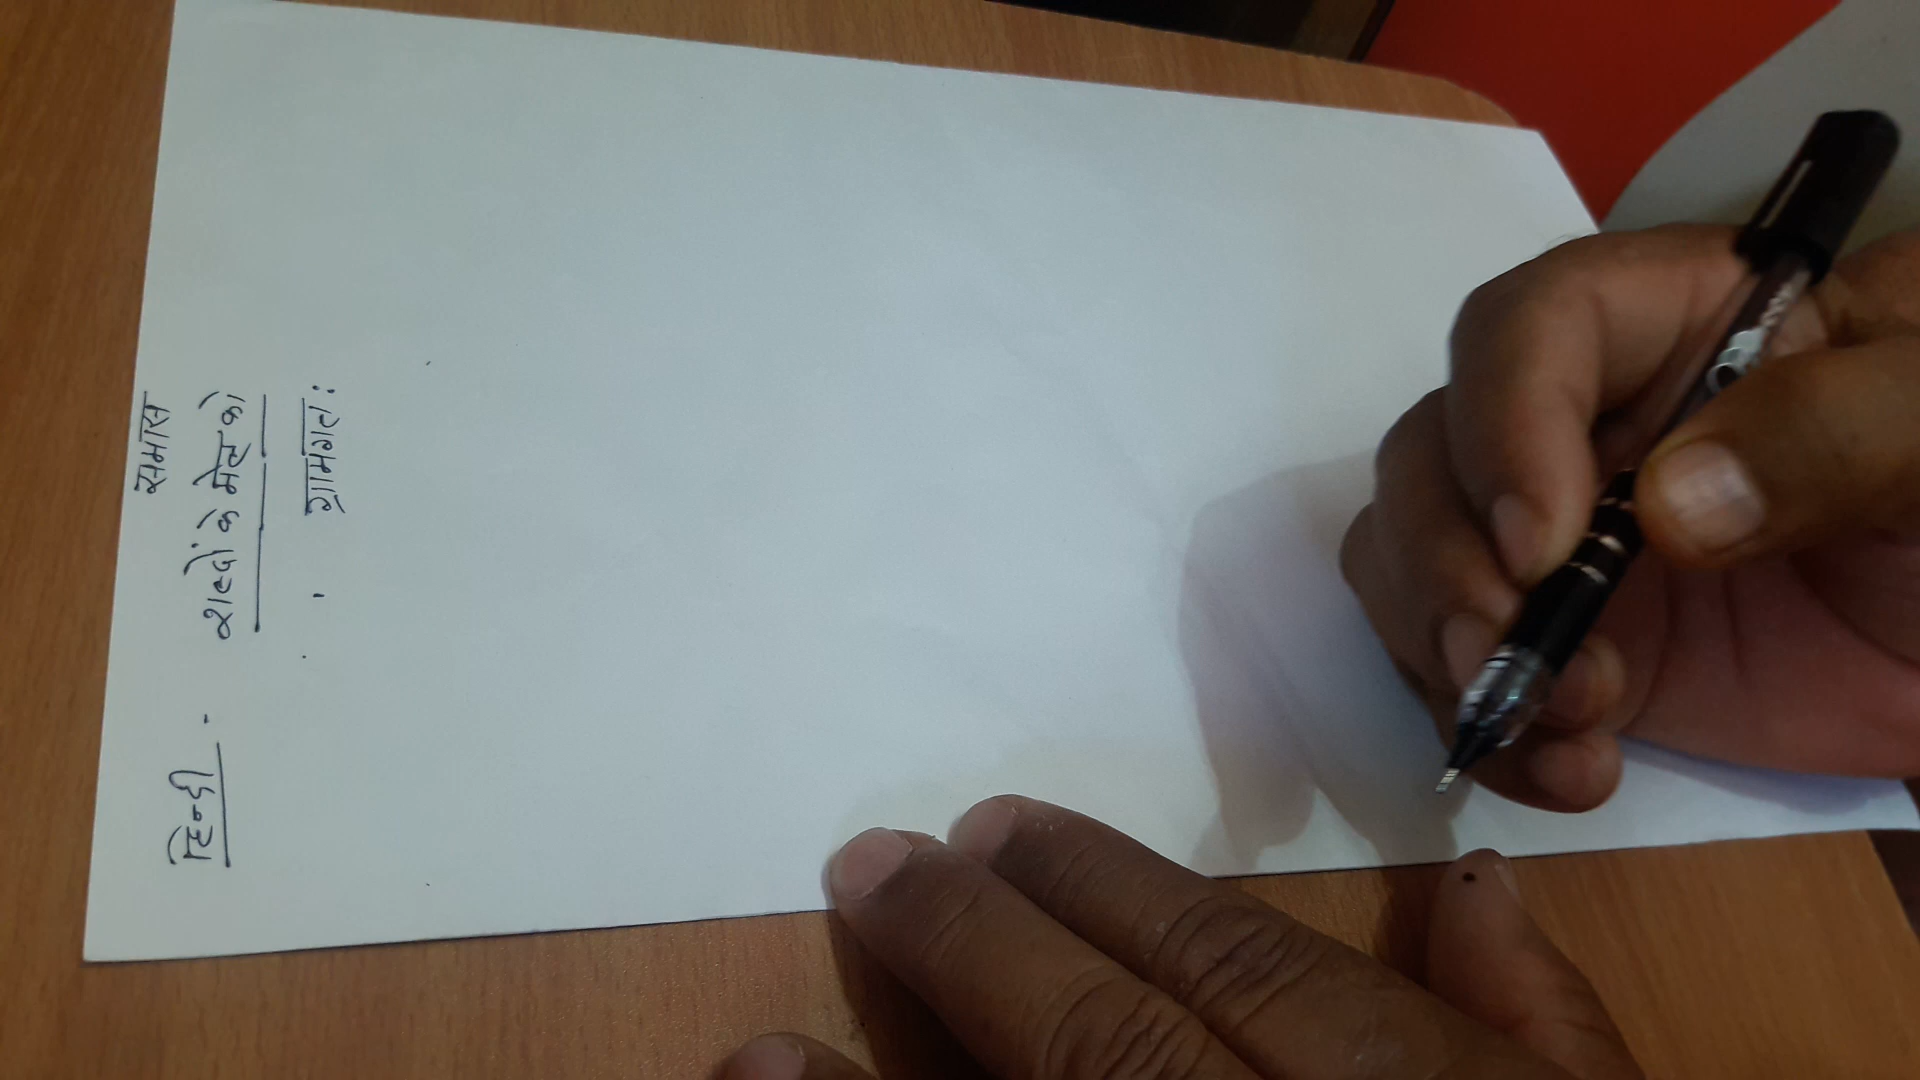 समास
हिन्दी - शब्दों के मेल को
ग्रामगतः